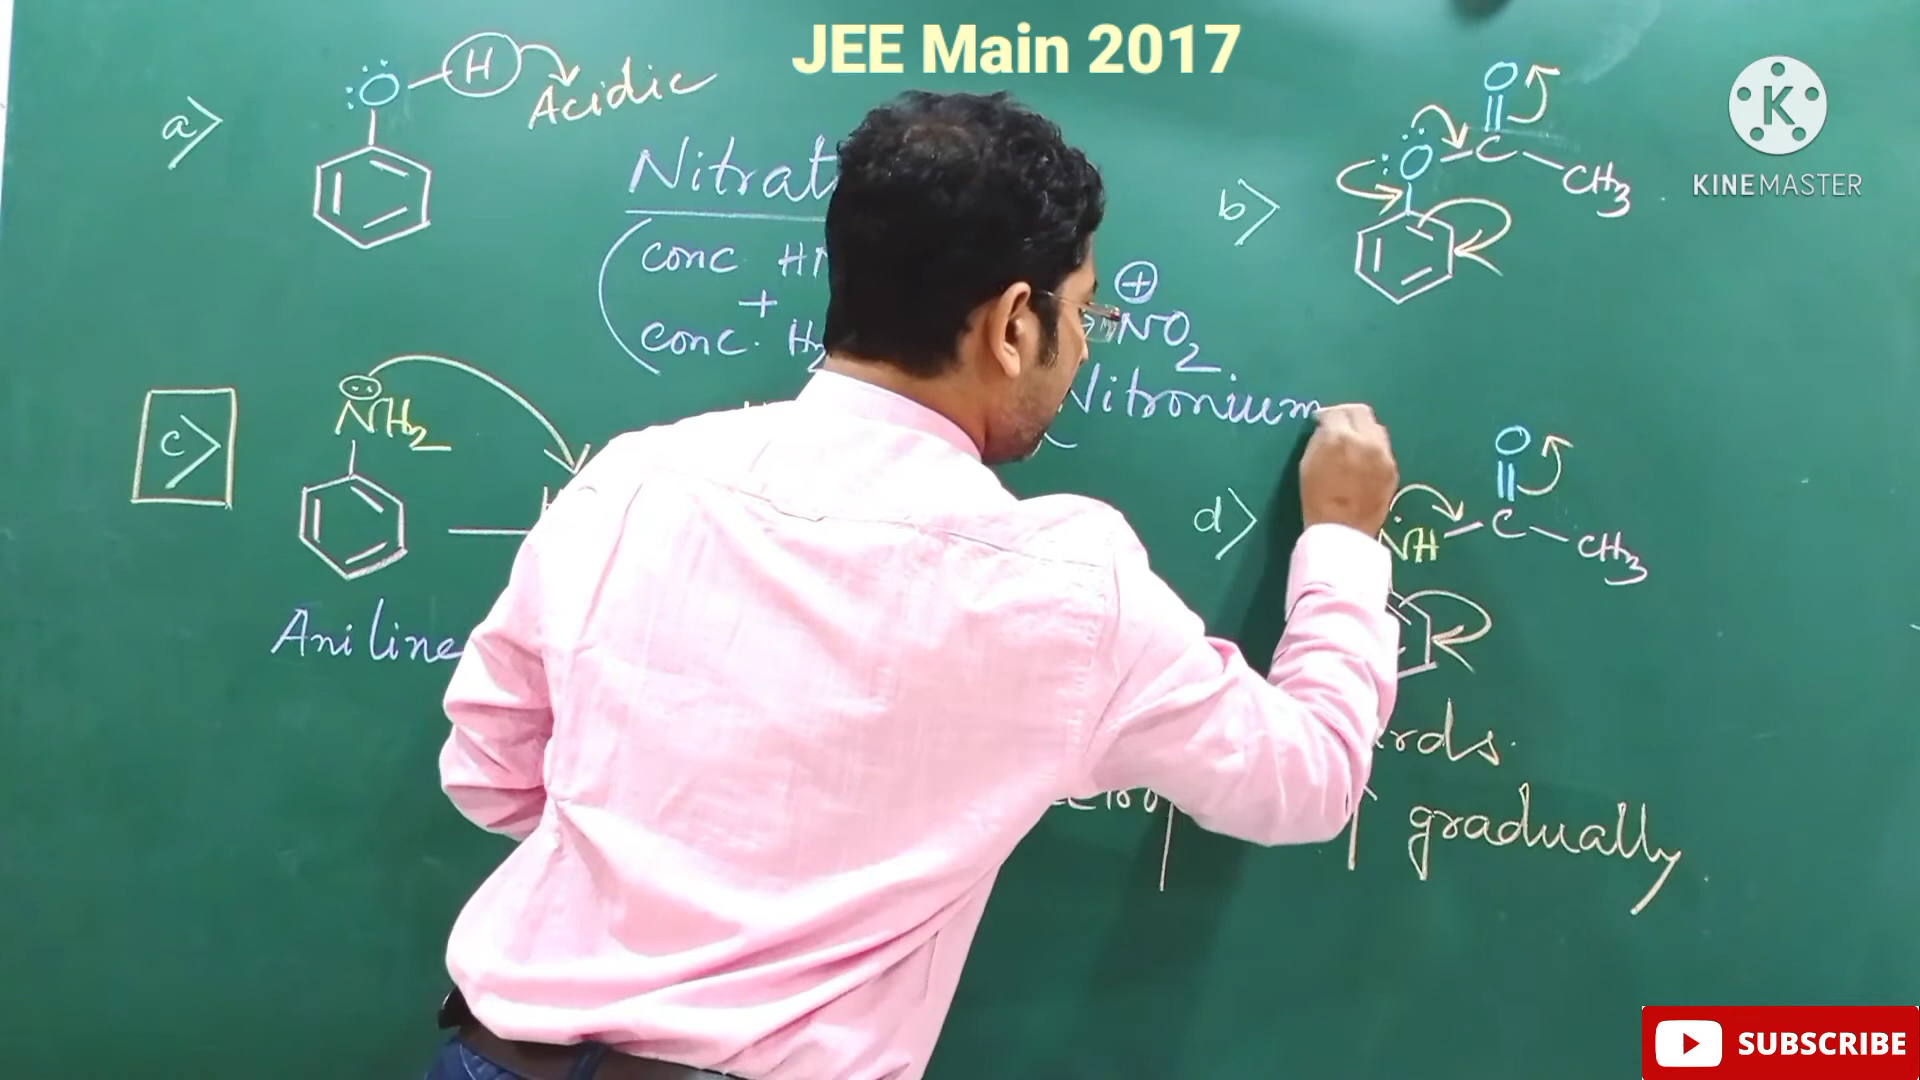 JEE Main 2017
a>
:Ö-H
Acidic
Nitrat
(conc HN
+
conc. H2
⊕
NO2
Nitronium
b>
O
:Ö-C-CH3
K
KINEMASTER
c>
NH2
Aniline
d>
O
NH-C-CH3
gradually
SUBSCRIBE